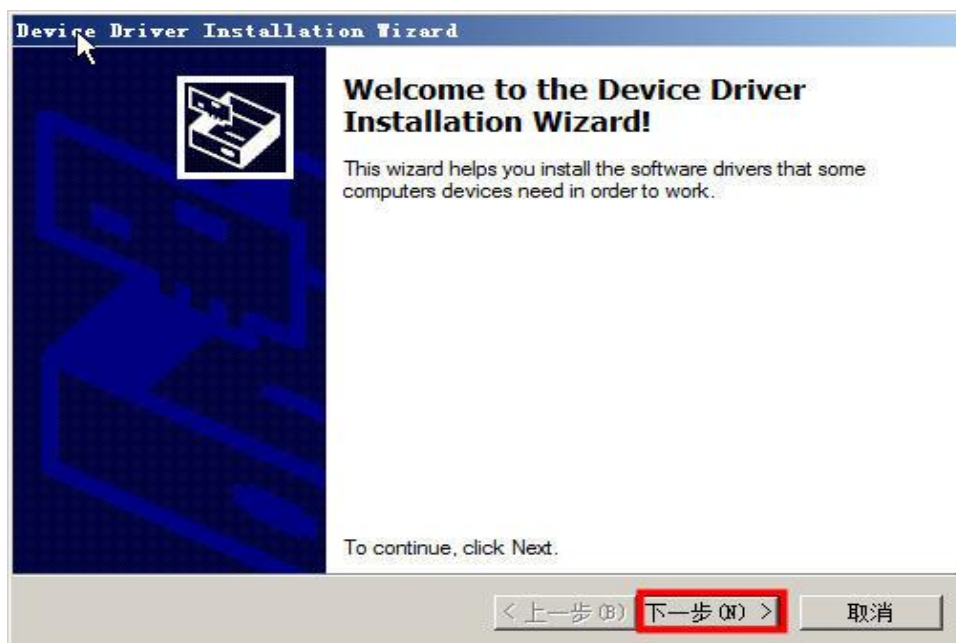 Device Driver Installation Wizard
Welcome to the Device Driver
Installation Wizard!
This wizard helps you install the software drivers that some
computers devices need in order to work.
To continue, click Next.
< 上一步(B) 下一步(N) > 取消